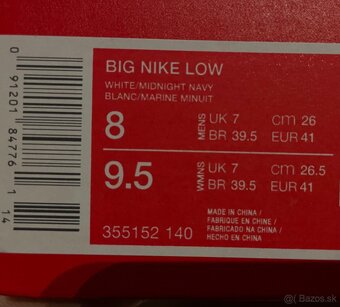 BIG NIKE LOW
WHITE/MIDNIGHT NAVY
BLANC/MARINE MINUIT
8 MENS UK 7 cm 26
BR 39.5 EUR 41
9.5 WMNS UK 7 cm 26.5
BR 39.5 EUR 41
355152 140
MADE IN CHINA /
FABRIQUE EN CHINE /
FABRICADO NA CHINA /
HECHO EN CHINA
0 91201 84776 1
14
Bazos.sk